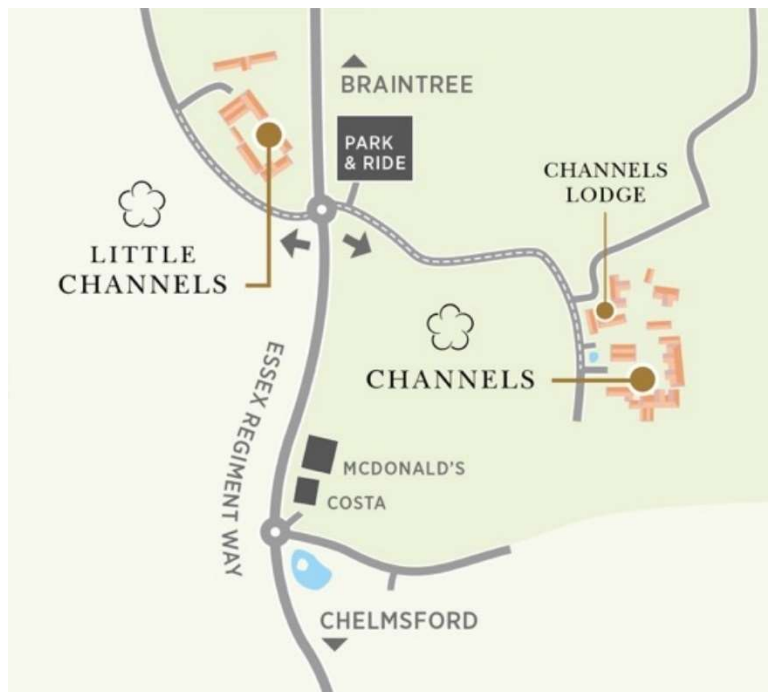 BRAINTREE
PARK
& RIDE
CHANNELS
LODGE
LITTLE
CHANNELS
CHANNELS
ESSEX REGIMENT WAY
MCDONALD'S
COSTA
CHELMSFORD